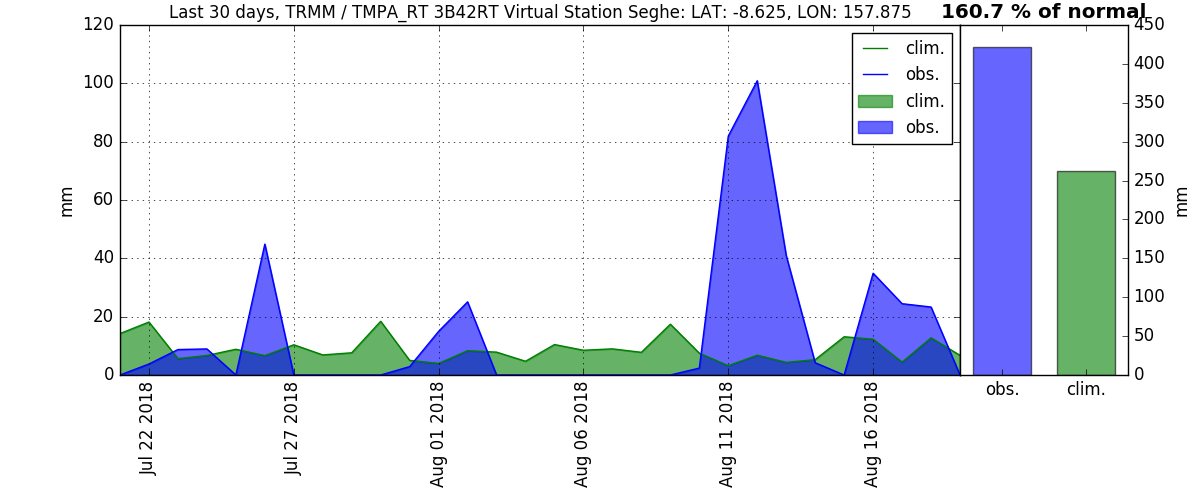 Last 30 days, TRMM / TMPA_RT 3B42RT Virtual Station Seghe: LAT: -8.625, LON: 157.875
160.7 % of normal
120
100
80
60
40
20
0
mm
clim.
obs.
clim.
obs.
450
400
350
300
250
200
150
100
50
0
mm
Jul 22 2018
Jul 27 2018
Aug 01 2018
Aug 06 2018
Aug 11 2018
Aug 16 2018
obs.
clim.